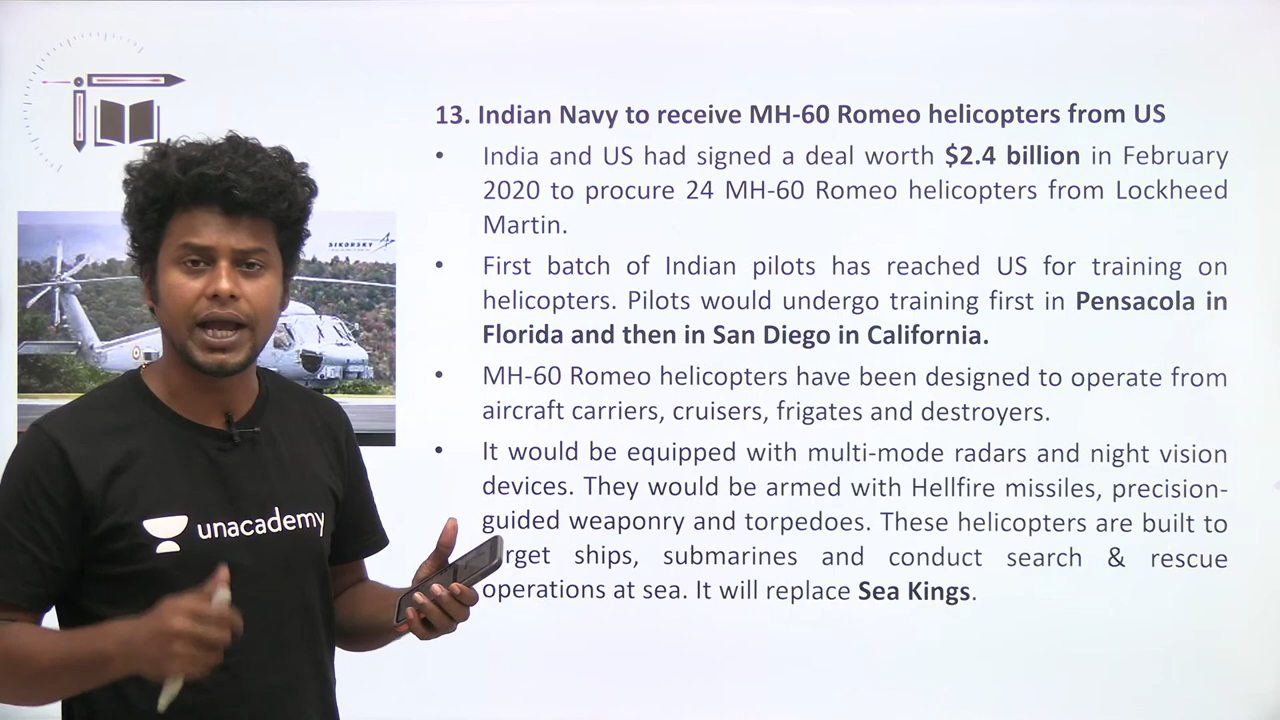 13. Indian Navy to receive MH-60 Romeo helicopters from US
• India and US had signed a deal worth $2.4 billion in February
2020 to procure 24 MH-60 Romeo helicopters from Lockheed
Martin.
• First batch of Indian pilots has reached US for training on
helicopters. Pilots would undergo training first in Pensacola in
Florida and then in San Diego in California.
• MH-60 Romeo helicopters have been designed to operate from
aircraft carriers, cruisers, frigates and destroyers.
• It would be equipped with multi-mode radars and night vision
devices. They would be armed with Hellfire missiles, precision-
guided weaponry and torpedoes. These helicopters are built to
rget ships, submarines and conduct search & rescue
operations at sea. It will replace Sea Kings.
SIKORSKY
unacademy